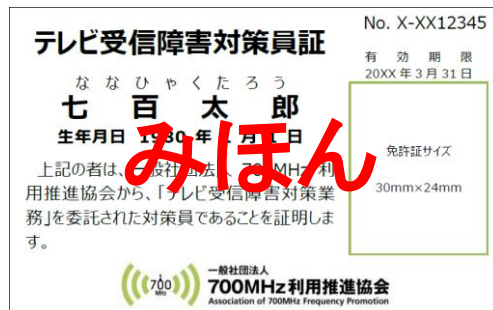 No. X-XX12345
テレビ受信障害対策員証
有効期限
20XX年3月31日
ななひゃくたろう
七百太郎
生年月日 1980年1月1日
みほん
免許証サイズ
30mm×24mm
上記の者は、一般社団法人 700MHz利
用推進協会から、「テレビ受信障害対策業
務」を委託された対策員であることを証明しま
す。
700
MHz
一般社団法人
700MHz利用推進協会
Association of 700MHz Frequency Promotion